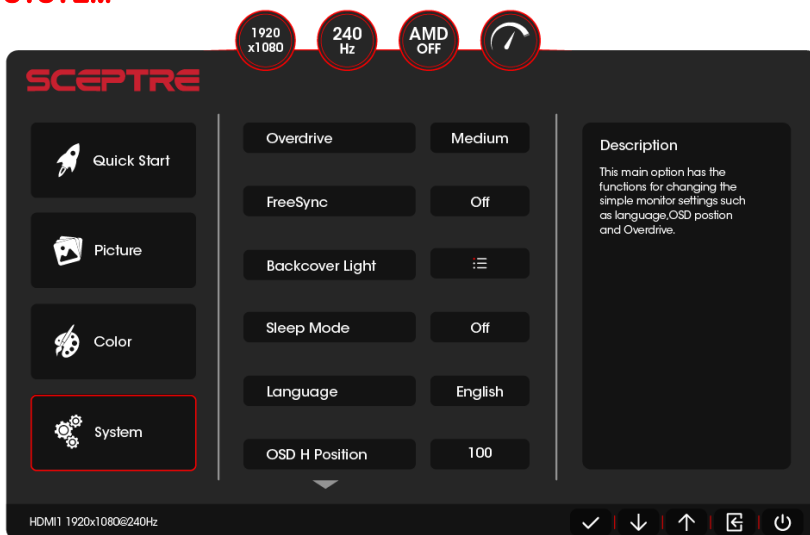 1920
x1080
240
Hz
AMD
OFF
SCEPTRE
Quick Start
Picture
Color
System
Overdrive Medium
FreeSync Off
Backcover Light
Sleep Mode Off
Language English
OSD H Position 100
Description
This main option has the
functions for changing the
simple monitor settings such
as language,OSD postion
and Overdrive.
HDMI1 1920x1080@240Hz